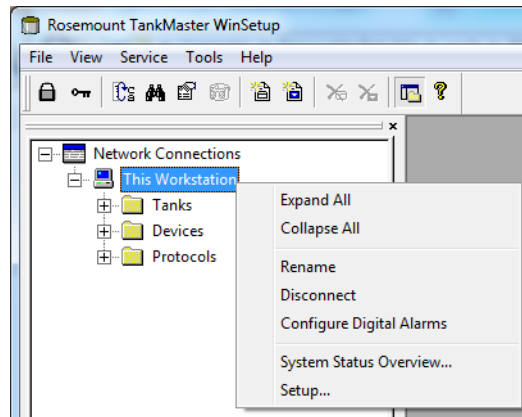 Rosemount TankMaster WinSetup
File View Service Tools Help
Network Connections
This Workstation
Tanks
Devices
Protocols
Expand All
Collapse All
Rename
Disconnect
Configure Digital Alarms
System Status Overview...
Setup...